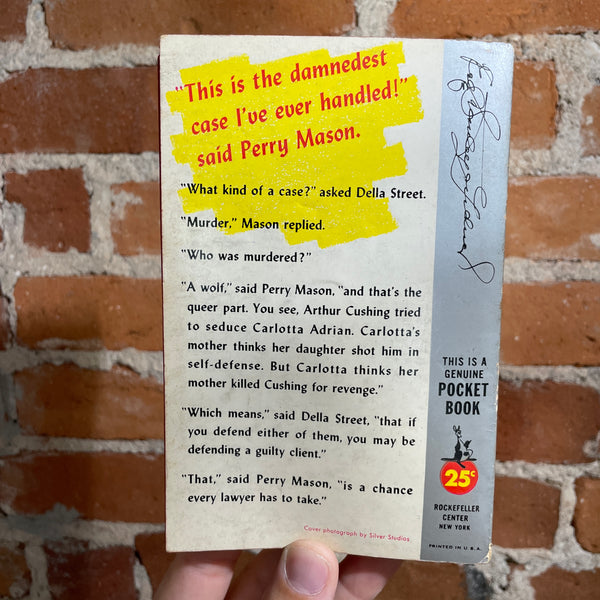 "This is the damnedest
case I've ever handled!"
said Perry Mason.
"What kind of a case?" asked Della Street.
"Murder," Mason replied.
"Who was murdered?"
"A wolf," said Perry Mason, "and that's the
queer part. You see, Arthur Cushing tried
to seduce Carlotta Adrian. Carlotta's
mother thinks her daughter shot him in
self-defense. But Carlotta thinks her
mother killed Cushing for revenge."
"Which means," said Della Street, "that if
you defend either of them, you may be
defending a guilty client."
"That," said Perry Mason, "is a chance
every lawyer has to take."
Cover photograph by Silver Studios
THIS IS A
GENUINE
POCKET
BOOK
25¢
ROCKEFELLER
CENTER
NEW YORK
PRINTED IN U.S.A.